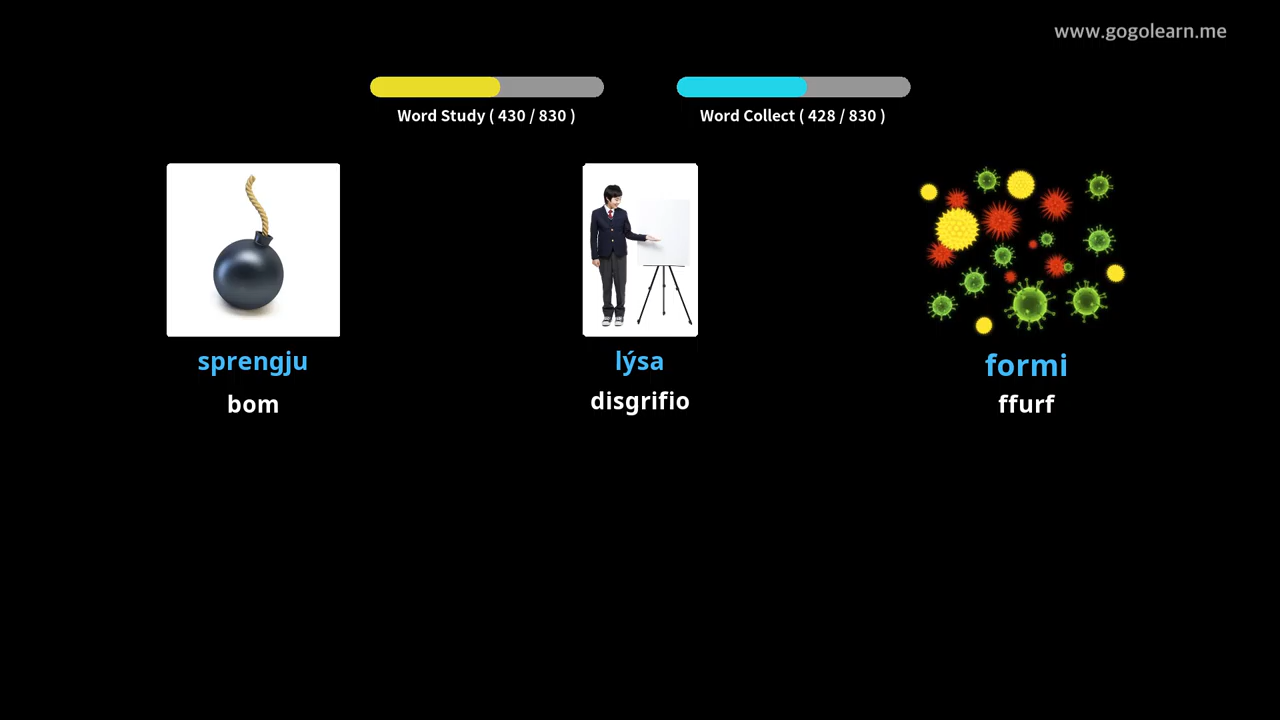 www.gogolearn.me
Word Study ( 430 / 830 )
Word Collect ( 428 / 830 )
sprengju
lýsa
formi
bom
disgrifio
ffurf